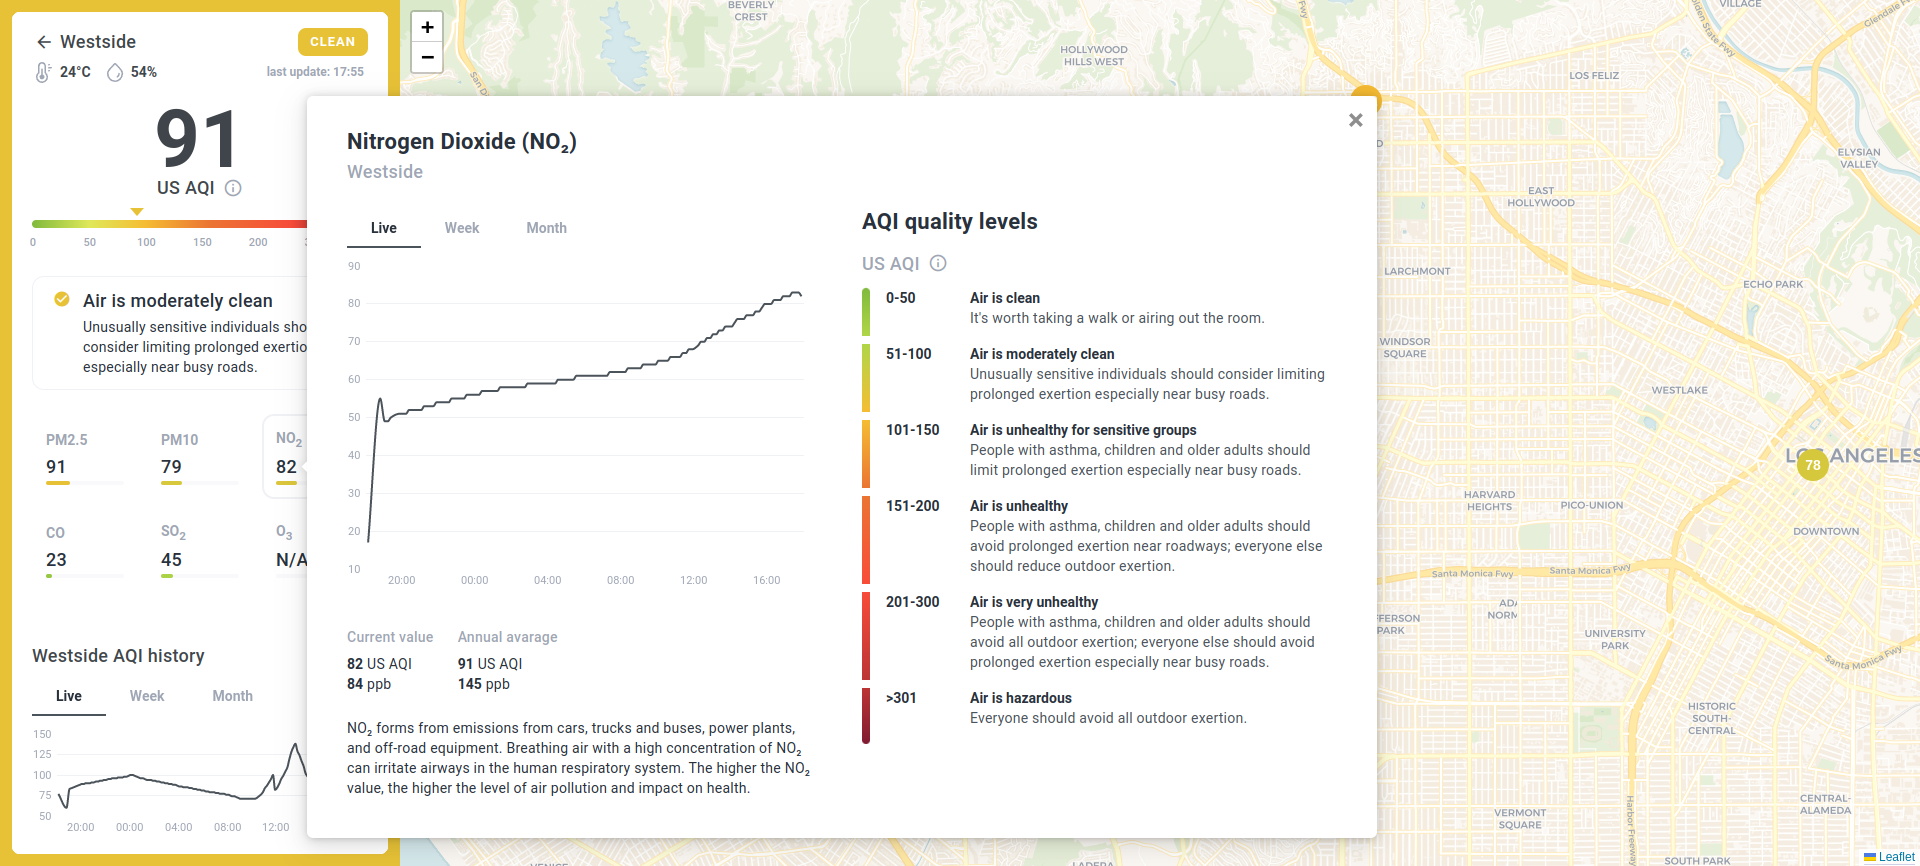 Westside
CLEAN
24°C
54%
last update: 17:55
91
US AQI
0 50 100 150 200
Air is moderately clean
Unusually sensitive individuals
consider limiting prolonged
especially near busy roads.
PM2.5
91
PM10
79
NO₂
82
CO
23
SO₂
45
O₃
N/A
Westside AQI history
Live Week Month
150
125
100
75
50
20:00 00:00 04:00 08:00 12:00
+
−
Nitrogen Dioxide (NO₂)
Westside
Live Week Month
90
80
70
60
50
40
30
20
10
20:00 00:00 04:00 08:00 12:00 16:00
Current value
82 US AQI
84 ppb
Annual avarage
91 US AQI
145 ppb
NO₂ forms from emissions from cars, trucks and buses, power plants,
and off-road equipment. Breathing air with a high concentration of NO₂
can irritate airways in the human respiratory system. The higher the NO₂
value, the higher the level of air pollution and impact on health.
×
AQI quality levels
US AQI
0-50
Air is clean
It's worth taking a walk or airing out the room.
51-100
Air is moderately clean
Unusually sensitive individuals should consider limiting
prolonged exertion especially near busy roads.
101-150
Air is unhealthy for sensitive groups
People with asthma, children and older adults should
limit prolonged exertion especially near busy roads.
151-200
Air is unhealthy
People with asthma, children and older adults should
avoid prolonged exertion near roadways; everyone else
should reduce outdoor exertion.
201-300
Air is very unhealthy
People with asthma, children and older adults should
avoid all outdoor exertion; everyone else should avoid
prolonged exertion especially near busy roads.
>301
Air is hazardous
Everyone should avoid all outdoor exertion.
BEVERLY
CREST
HOLLYWOOD
HILLS WEST
VILLAGE
Glendale
LOS FELIZ
ELYSIAN
VALLEY
EAST
HOLLYWOOD
LARCHMONT
ECHO PARK
WINDSOR
SQUARE
WESTLAKE
LOS ANGELES
78
HARVARD
HEIGHTS
PICO-UNION
DOWNTOWN
Santa Monica Fwy
Santa Monica Fwy
UNIVERSITY
PARK
PARK
Santa Monica Fwy
HISTORIC
SOUTH-
CENTRAL
CENTRAL-
ALAMEDA
VERMONT
SQUARE
Harbor Freeway
SOUTH PARK
VENICE
LADERA
Leaflet